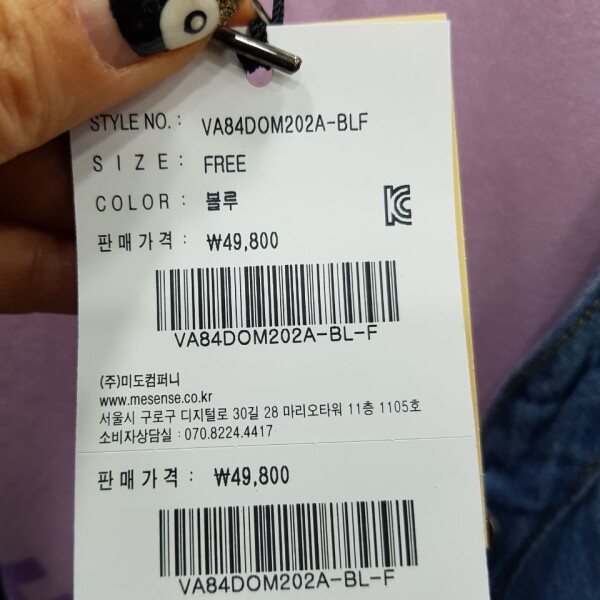 STYLE NO. : VA84DOM202A-BLF
SIZE : FREE
COLOR : 블루
판매가격 : ₩49,800
VA84DOM202A-BL-F
(주)미도컴퍼니
www.mesense.co.kr
서울시 구로구 디지털로 30길 28 마리오타워 11층 1105호
소비자상담실 : 070.8224.4417
판매가격 : ₩49,800
VA84DOM202A-BL-F